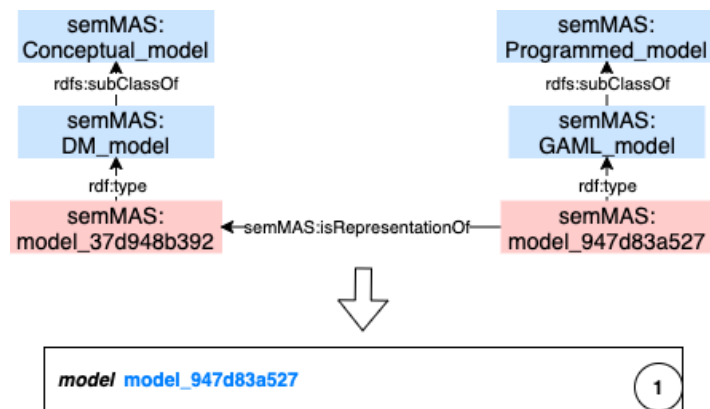 semMAS:
Conceptual_model
semMAS:
Programmed_model
rdfs:subClassOf
rdfs:subClassOf
semMAS:
DM_model
semMAS:
GAML_model
rdf:type
rdf:type
semMAS:
model_37d948b392
semMAS:isRepresentationOf
semMAS:
model_947d83a527
model model_947d83a527
1